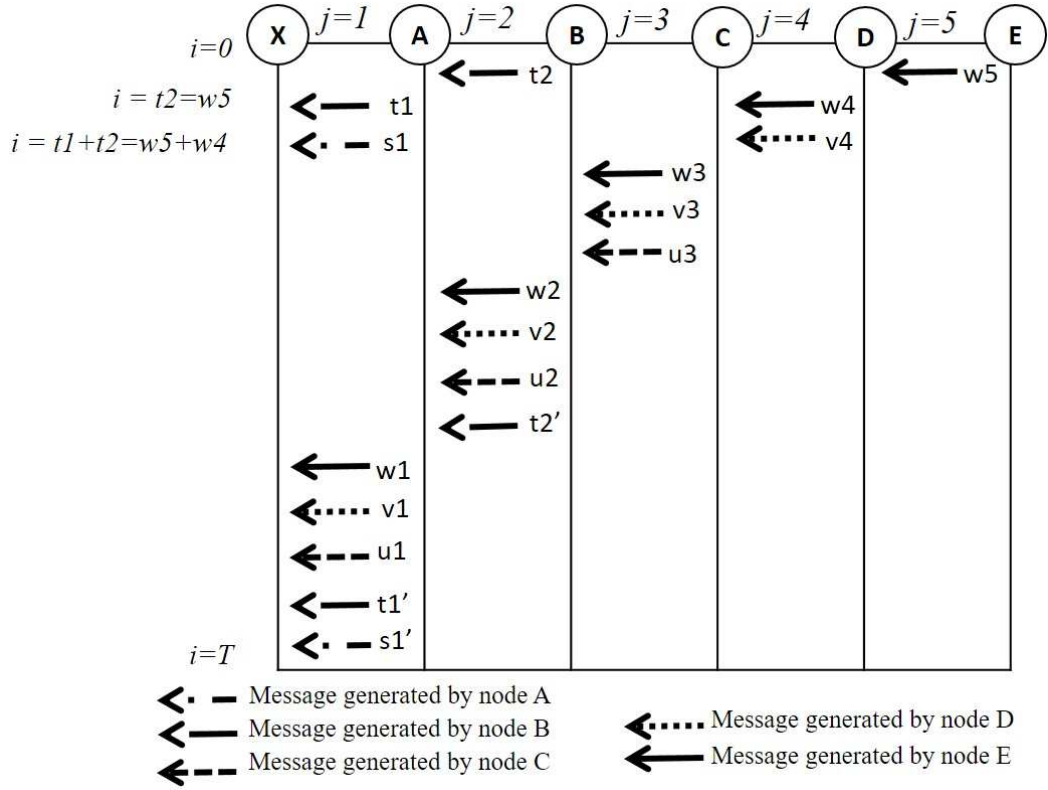 X j=1 A j=2 B j=3 C j=4 D j=5 E
i=0
t2 w5
i = t2=w5 t1 w4
i = t1+t2=w5+w4 s1 v4
w3
v3
u3
w2
v2
u2
t2’
w1
v1
u1
t1’
s1’
i=T
Message generated by node A
Message generated by node B
Message generated by node C
Message generated by node D
Message generated by node E